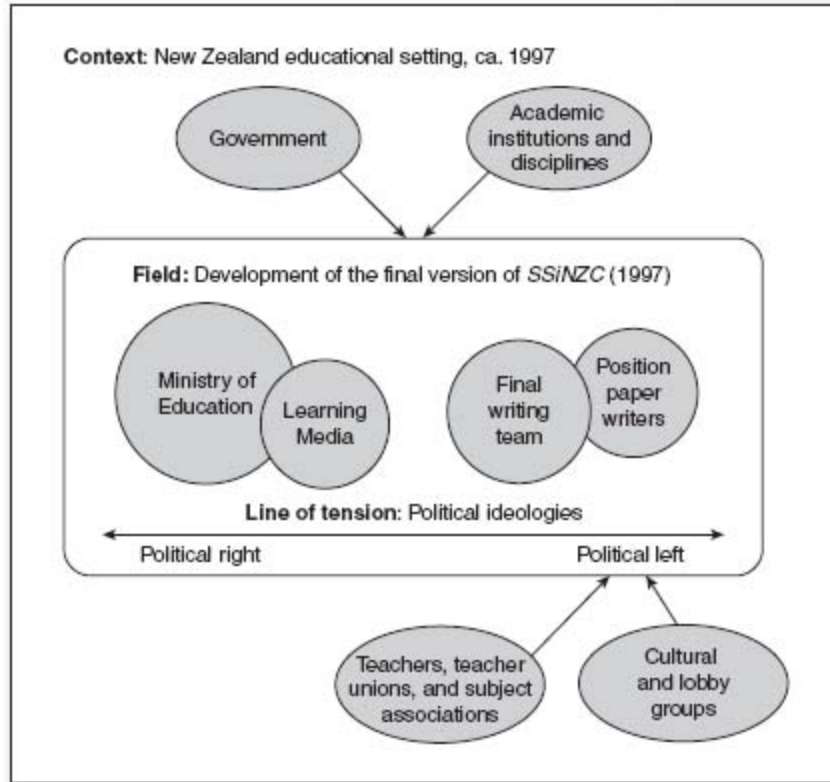 Context: New Zealand educational setting, ca. 1997
Government
Academic
institutions and
disciplines
Field: Development of the final version of SSiNZC (1997)
Ministry of
Education
Learning
Media
Final
writing
team
Position
paper
writers
Line of tension: Political ideologies
Political right
Political left
Teachers, teacher
unions, and subject
associations
Cultural
and lobby
groups